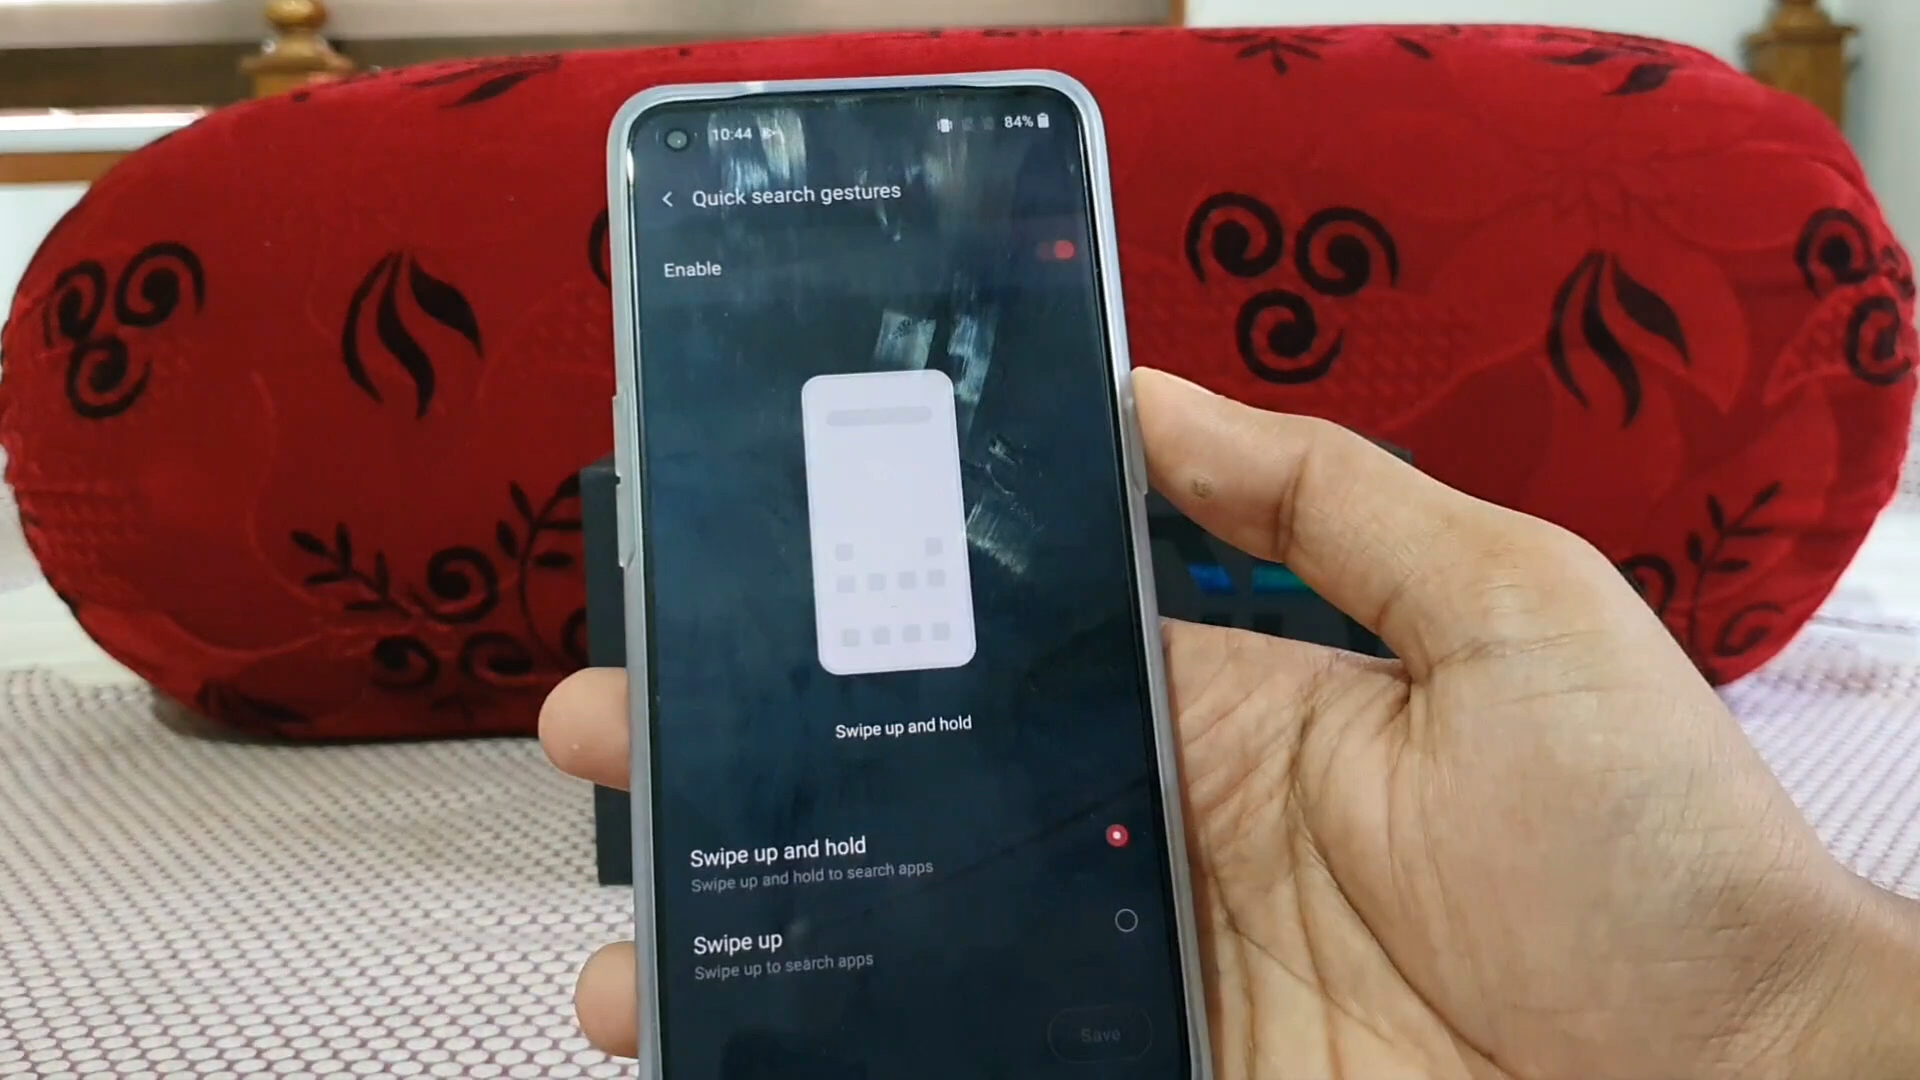 10:44
84%
Quick search gestures
Enable
Swipe up and hold
Swipe up and hold
Swipe up and hold to search apps
Swipe up
Swipe up to search apps
Save